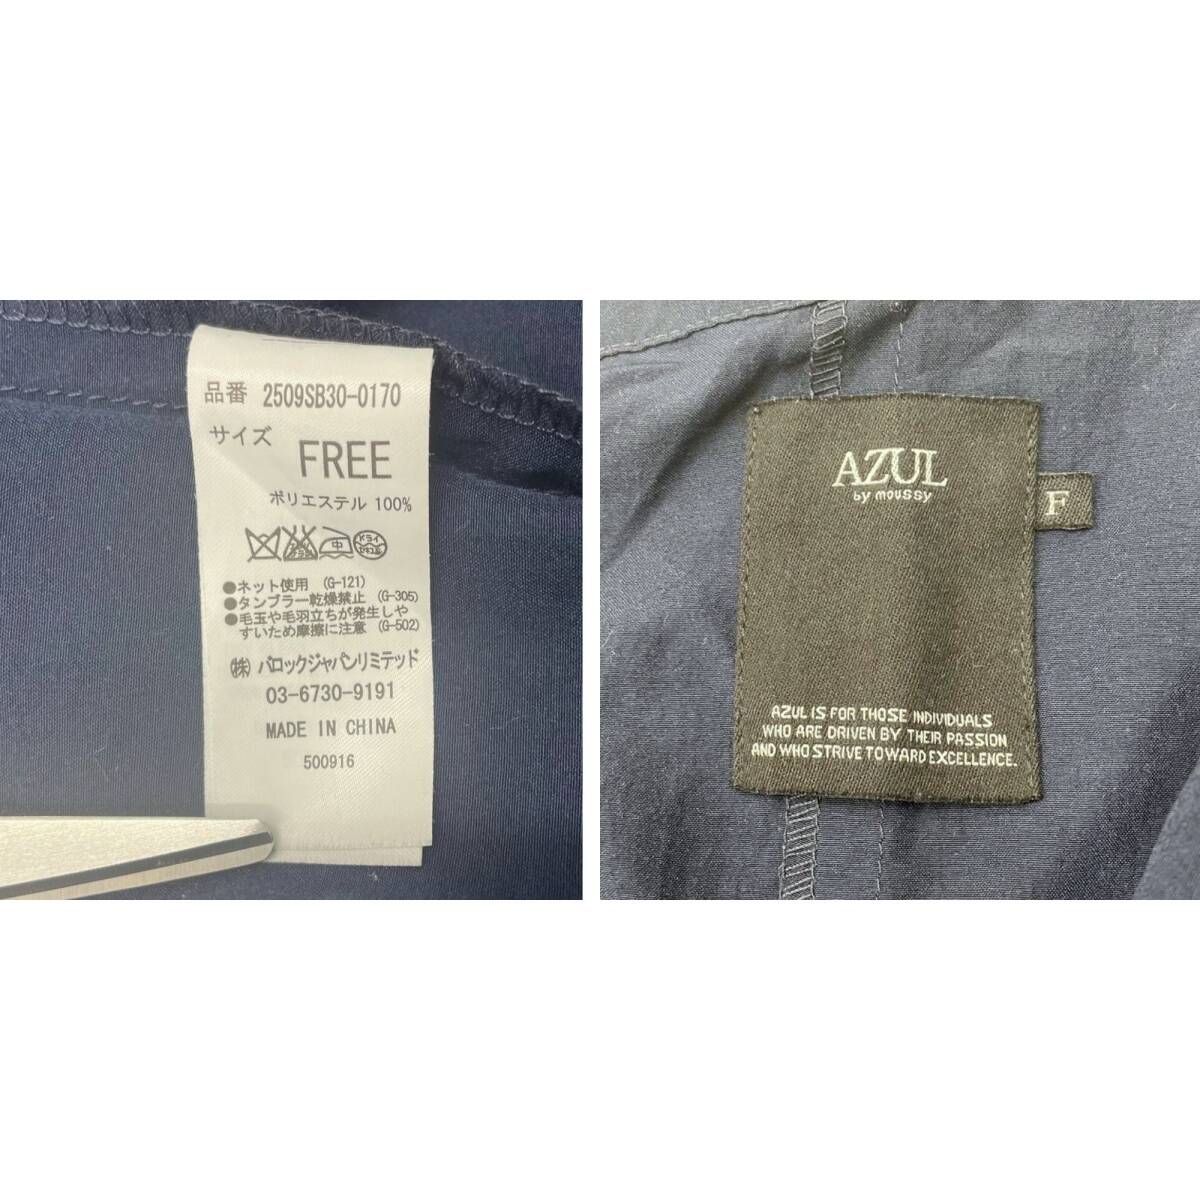 品番 2509SB30-0170
サイズ
FREE
ポリエステル 100%
中 ドライ
●ネット使用 (G-121)
●タンブラー乾燥禁止 (G-305)
●毛玉や毛羽立ちが発生しや
すいため摩擦に注意 (G-502)
㈱ バロックジャパンリミテッド
03-6730-9191
MADE IN CHINA
500916
AZUL
by moussy
F
AZUL IS FOR THOSE INDIVIDUALS
WHO ARE DRIVEN BY THEIR PASSION
AND WHO STRIVE TOWARD EXCELLENCE.